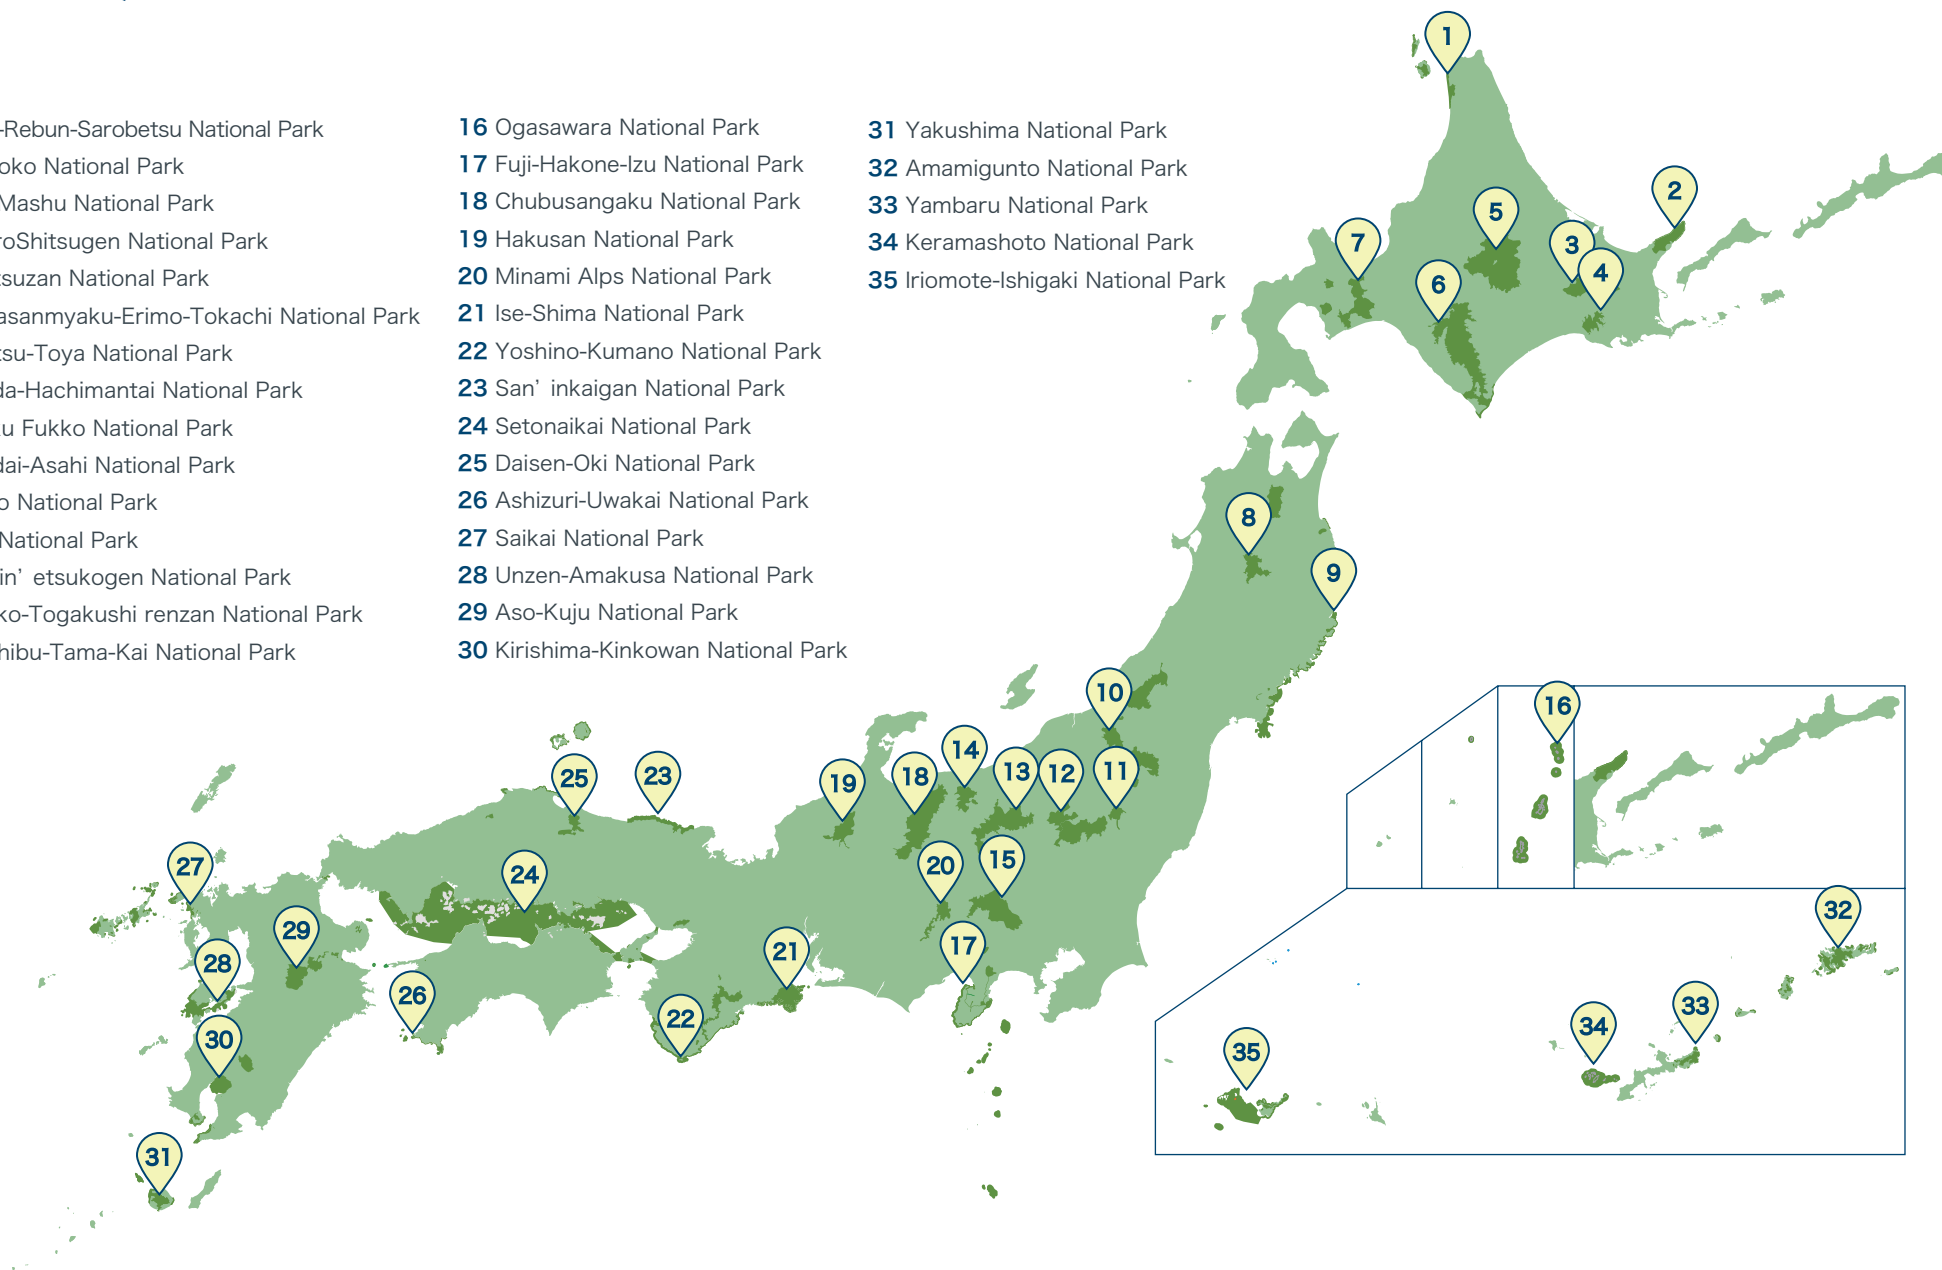 -Rebun-Sarobetsu National Park
oko National Park
Mashu National Park
roShitsugen National Park
tsuzan National Park
asanmyaku-Erimo-Tokachi National Park
tsu-Toya National Park
da-Hachimantai National Park
u Fukko National Park
dai-Asahi National Park
o National Park
National Park
in’ etsukogen National Park
ko-Togakushi renzan National Park
hibu-Tama-Kai National Park
16 Ogasawara National Park
17 Fuji-Hakone-Izu National Park
18 Chubusangaku National Park
19 Hakusan National Park
20 Minami Alps National Park
21 Ise-Shima National Park
22 Yoshino-Kumano National Park
23 San’ inkaigan National Park
24 Setonaikai National Park
25 Daisen-Oki National Park
26 Ashizuri-Uwakai National Park
27 Saikai National Park
28 Unzen-Amakusa National Park
29 Aso-Kuju National Park
30 Kirishima-Kinkowan National Park
31 Yakushima National Park
32 Amamigunto National Park
33 Yambaru National Park
34 Keramashoto National Park
35 Iriomote-Ishigaki National Park
1
2
5
7
3
4
6
8
9
10
16
14
25
23
19
18
13
12
11
27
24
20
15
32
29
21
17
28
26
22
33
34
30
35
31